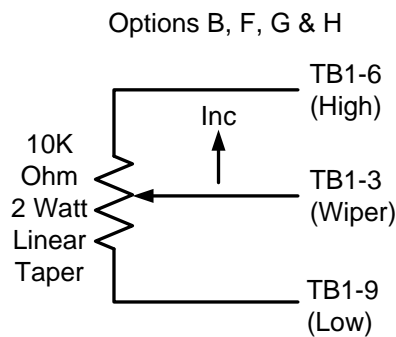 Options B, F, G & H
TB1-6
(High)
Inc
10K
Ohm
2 Watt
Linear
Taper
TB1-3
(Wiper)
TB1-9
(Low)